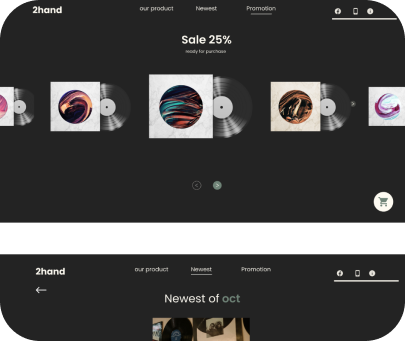 2hand our product Newest Promotion
Sale 25%
ready for purchase
2hand our product Newest Promotion
Newest of oct